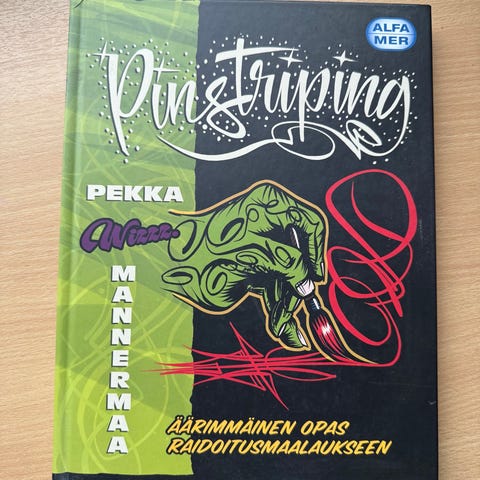 ALFA
MER
Pinstriping
PEKKA
Wizzz.
MANNERMAA
ÄÄRIMMÄINEN OPAS
RAIDOITUSMAALAUKSEEN